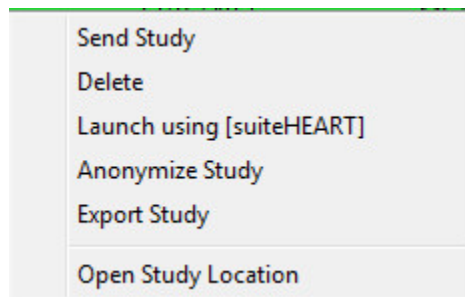 Send Study
Delete
Launch using [suiteHEART]
Anonymize Study
Export Study
Open Study Location